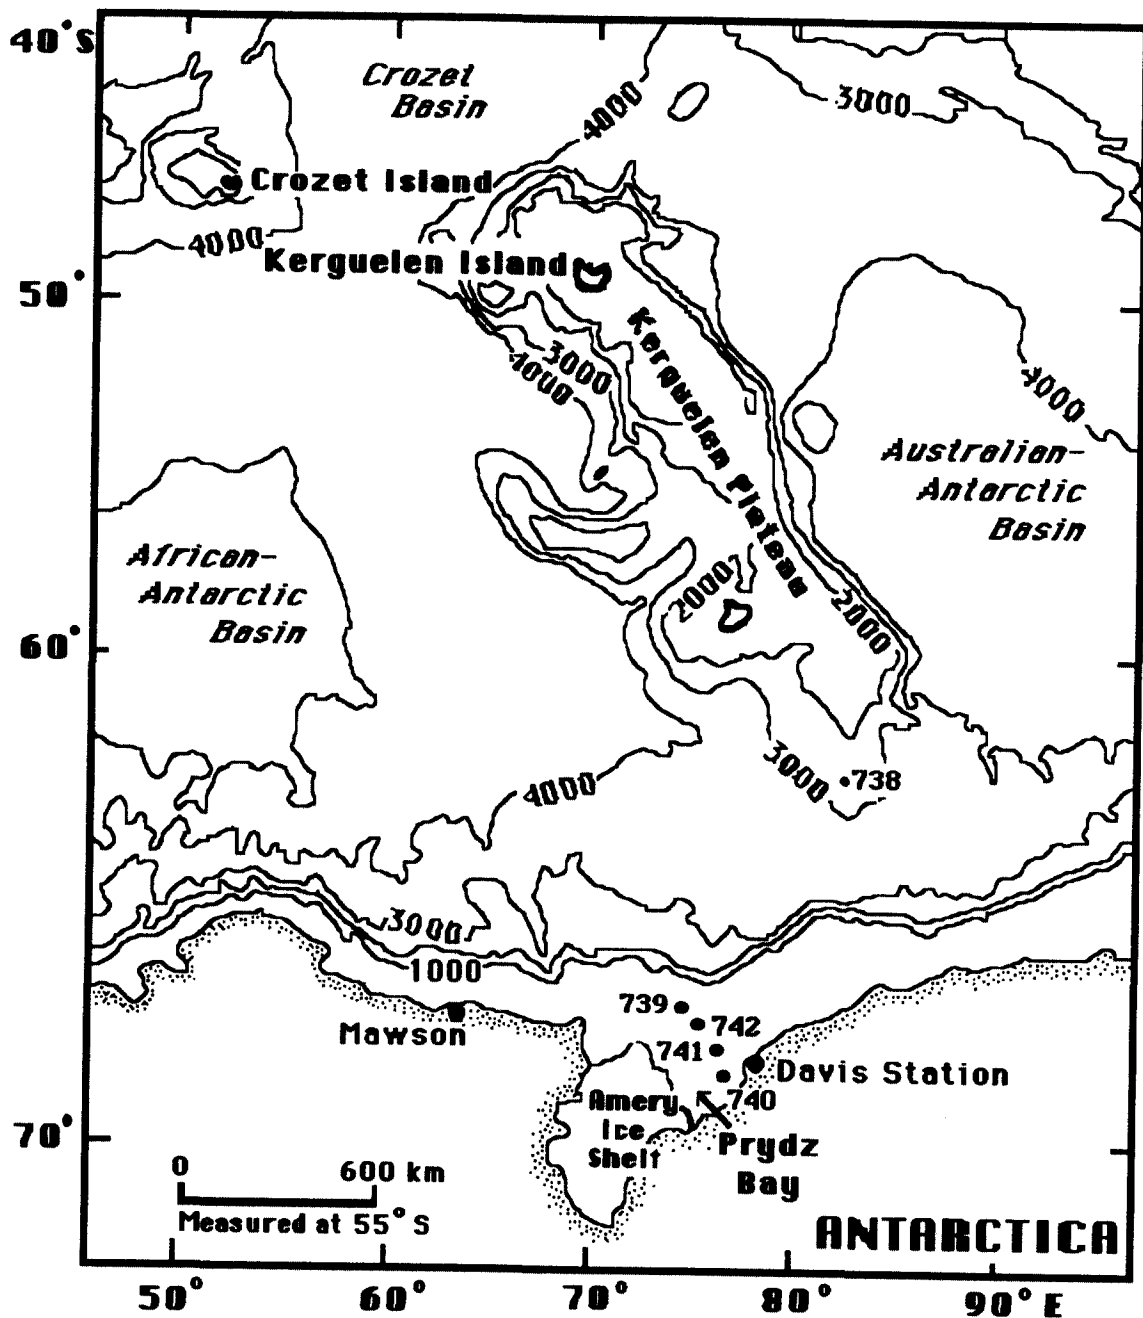 40°S
Crozet
Basin
4000
3000
Crozet Island
4000
Kerguelen Island
50°
3000
4000
Kerguelen Plateau
4000
Australian-
Antarctic
Basin
African-
Antarctic
Basin
2000
2000
60°
3000
738
4000
3000
1000
739
742
Mawson
741
Davis Station
Amery
Ice
Shelf
740
70°
Prydz
Bay
0
600 km
Measured at 55°S
ANTARCTICA
50°
60°
70°
80°
90°E